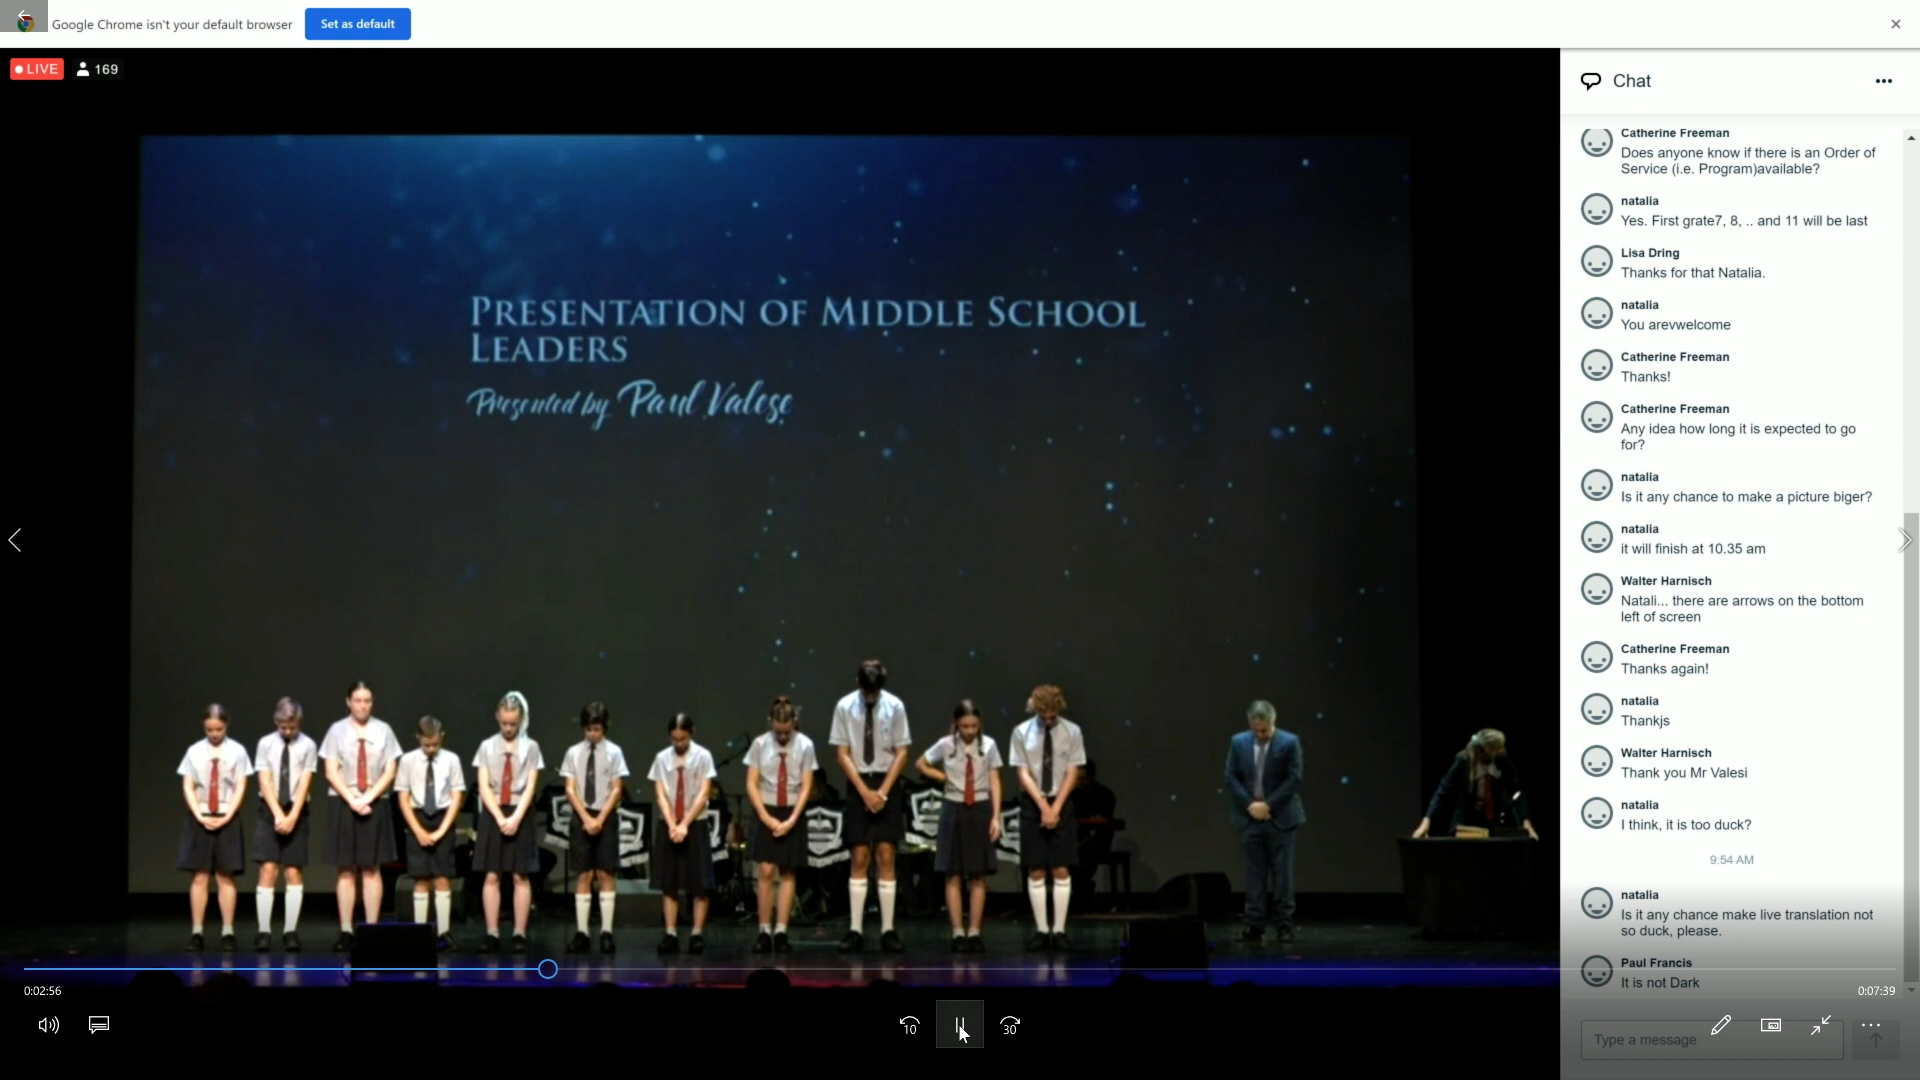 Google Chrome isn't your default browser
Set as default
LIVE
169
Chat
PRESENTATION OF MIDDLE SCHOOL
LEADERS
Presented by Paul Valese
Catherine Freeman
Does anyone know if there is an Order of
Service (i.e. Program)available?
natalia
Yes. First grate7, 8, .. and 11 will be last
Lisa Dring
Thanks for that Natalia.
natalia
You arevwelcome
Catherine Freeman
Thanks!
Catherine Freeman
Any idea how long it is expected to go
for?
natalia
Is it any chance to make a picture biger?
natalia
it will finish at 10.35 am
Walter Harnisch
Natali... there are arrows on the bottom
left of screen
Catherine Freeman
Thanks again!
natalia
Thankjs
Walter Harnisch
Thank you Mr Valesi
natalia
I think, it is too duck?
9:54 AM
natalia
Is it any chance make live translation not
so duck, please.
Paul Francis
It is not Dark
0:02:56
0:07:39
10
30
Type a message